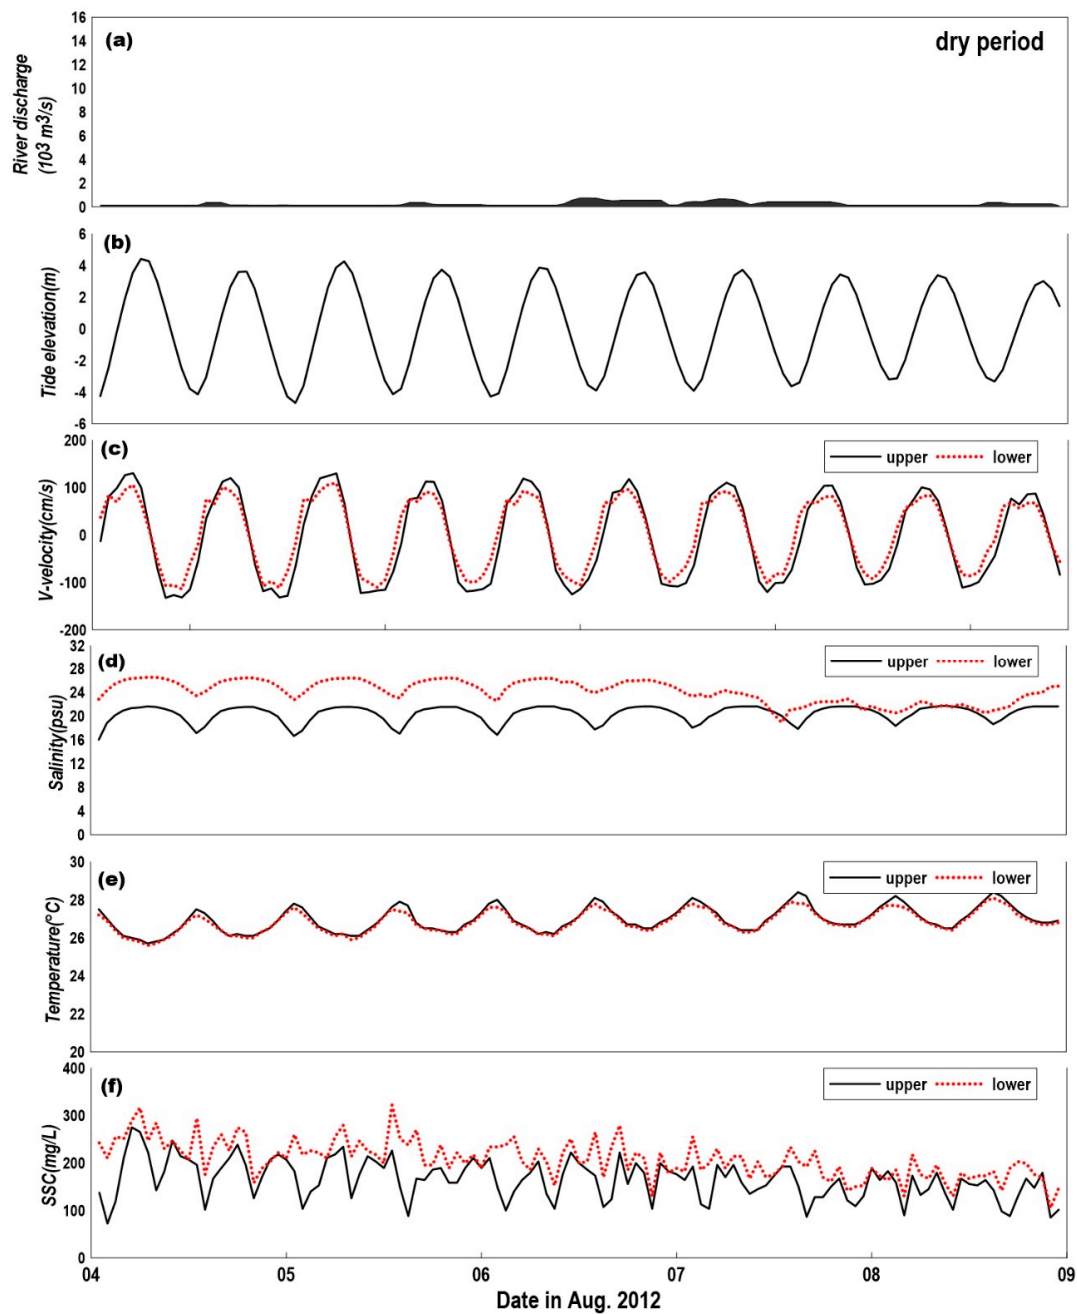 (a)
dry period
River discharge
(10³ m³/s)
16
14
12
10
8
6
4
2
0
(b)
Tide elevation(m)
6
4
2
0
-2
-4
-6
(c)
upper
lower
V-velocity(cm/s)
200
100
0
-100
-200
(d)
upper
lower
Salinity(psu)
32
28
24
20
16
12
8
4
0
(e)
upper
lower
Temperature(°C)
30
28
26
24
22
20
(f)
upper
lower
SSC(mg/L)
400
300
200
100
0
04 05 06 07 08 09
Date in Aug. 2012